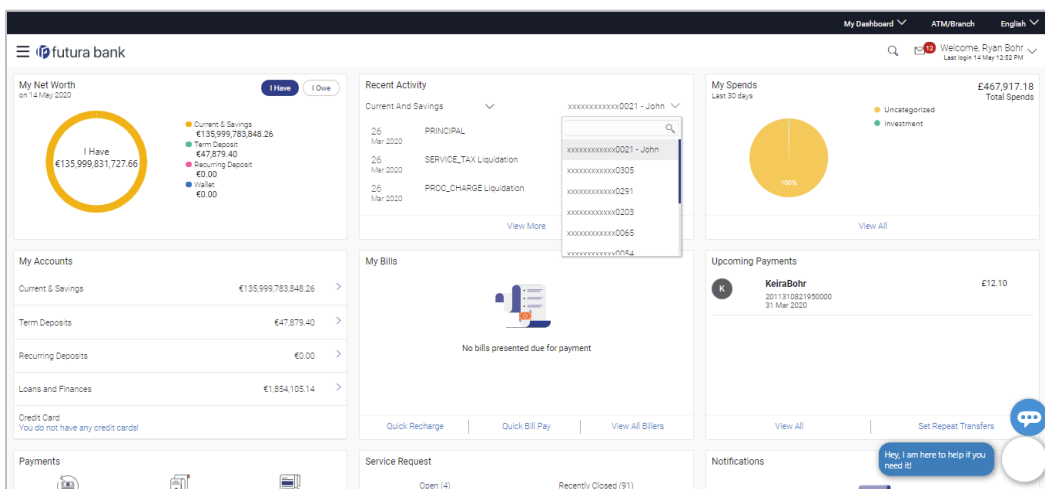 My Dashboard ATM/Branch English
futura bank
12 Welcome, Ryan Bohr
Last login 14 May 12:52 PM
My Net Worth
on 14 May 2020
I Have I Owe
I Have
€135,999,831,727.66
Current & Savings
€135,999,783,848.26
Term Deposit
€47,879.40
Recurring Deposit
€0.00
Wallet
€0.00
Recent Activity
Current And Savings xxxxxxxxxxxx0021 - John
26 PRINCIPAL
Mar 2020
26 SERVICE_TAX Liquidation
Mar 2020
26 PROC_CHARGE Liquidation
Mar 2020
View More
xxxxxxxxxxxx0021 - John
xxxxxxxxxxxx0305
xxxxxxxxxxxx0291
xxxxxxxxxxxx0203
xxxxxxxxxxxx0065
xxxxxxxxxxxx0054
My Spends
Last 30 days
£467,917.18
Total Spends
Uncategorized
Investment
100%
View All
My Accounts
Current & Savings €135,999,783,848.26
Term Deposits €47,879.40
Recurring Deposits €0.00
Loans and Finances €1,854,105.14
Credit Card
You do not have any credit cards!
My Bills
No bills presented due for payment
Quick Recharge Quick Bill Pay View All Billers
Upcoming Payments
K KeiraBohr £12.10
2011310821950000
31 Mar 2020
View All Set Repeat Transfers
Hey, I am here to help if you
need it!
Payments
Service Request
Open (4) Recently Closed (91)
Notifications